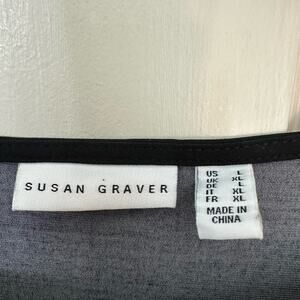 SUSAN GRAVER
US L
UK XL
DE L
IT XL
FR XL
MADE IN
CHINA